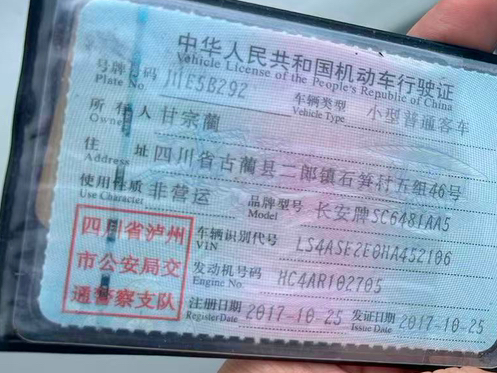 中华人民共和国机动车行驶证
Vehicle License of the People's Republic of China
号牌号码 川E5B292 车辆类型 小型普通客车
Plate No. Vehicle Type
所有人 甘宗蔺
Owner
住址 四川省古蔺县二郎镇石笋村五组46号
Address
使用性质 非营运 品牌型号 长安牌SC6481AA5
Use Character Model
四川省泸州
市公安局交
通警察支队
车辆识别代号 LS4ASE2E0HA452106
VIN
发动机号码 HC4AR102705
Engine No.
注册日期 2017-10-25 发证日期 2017-10-25
Register Date Issue Date